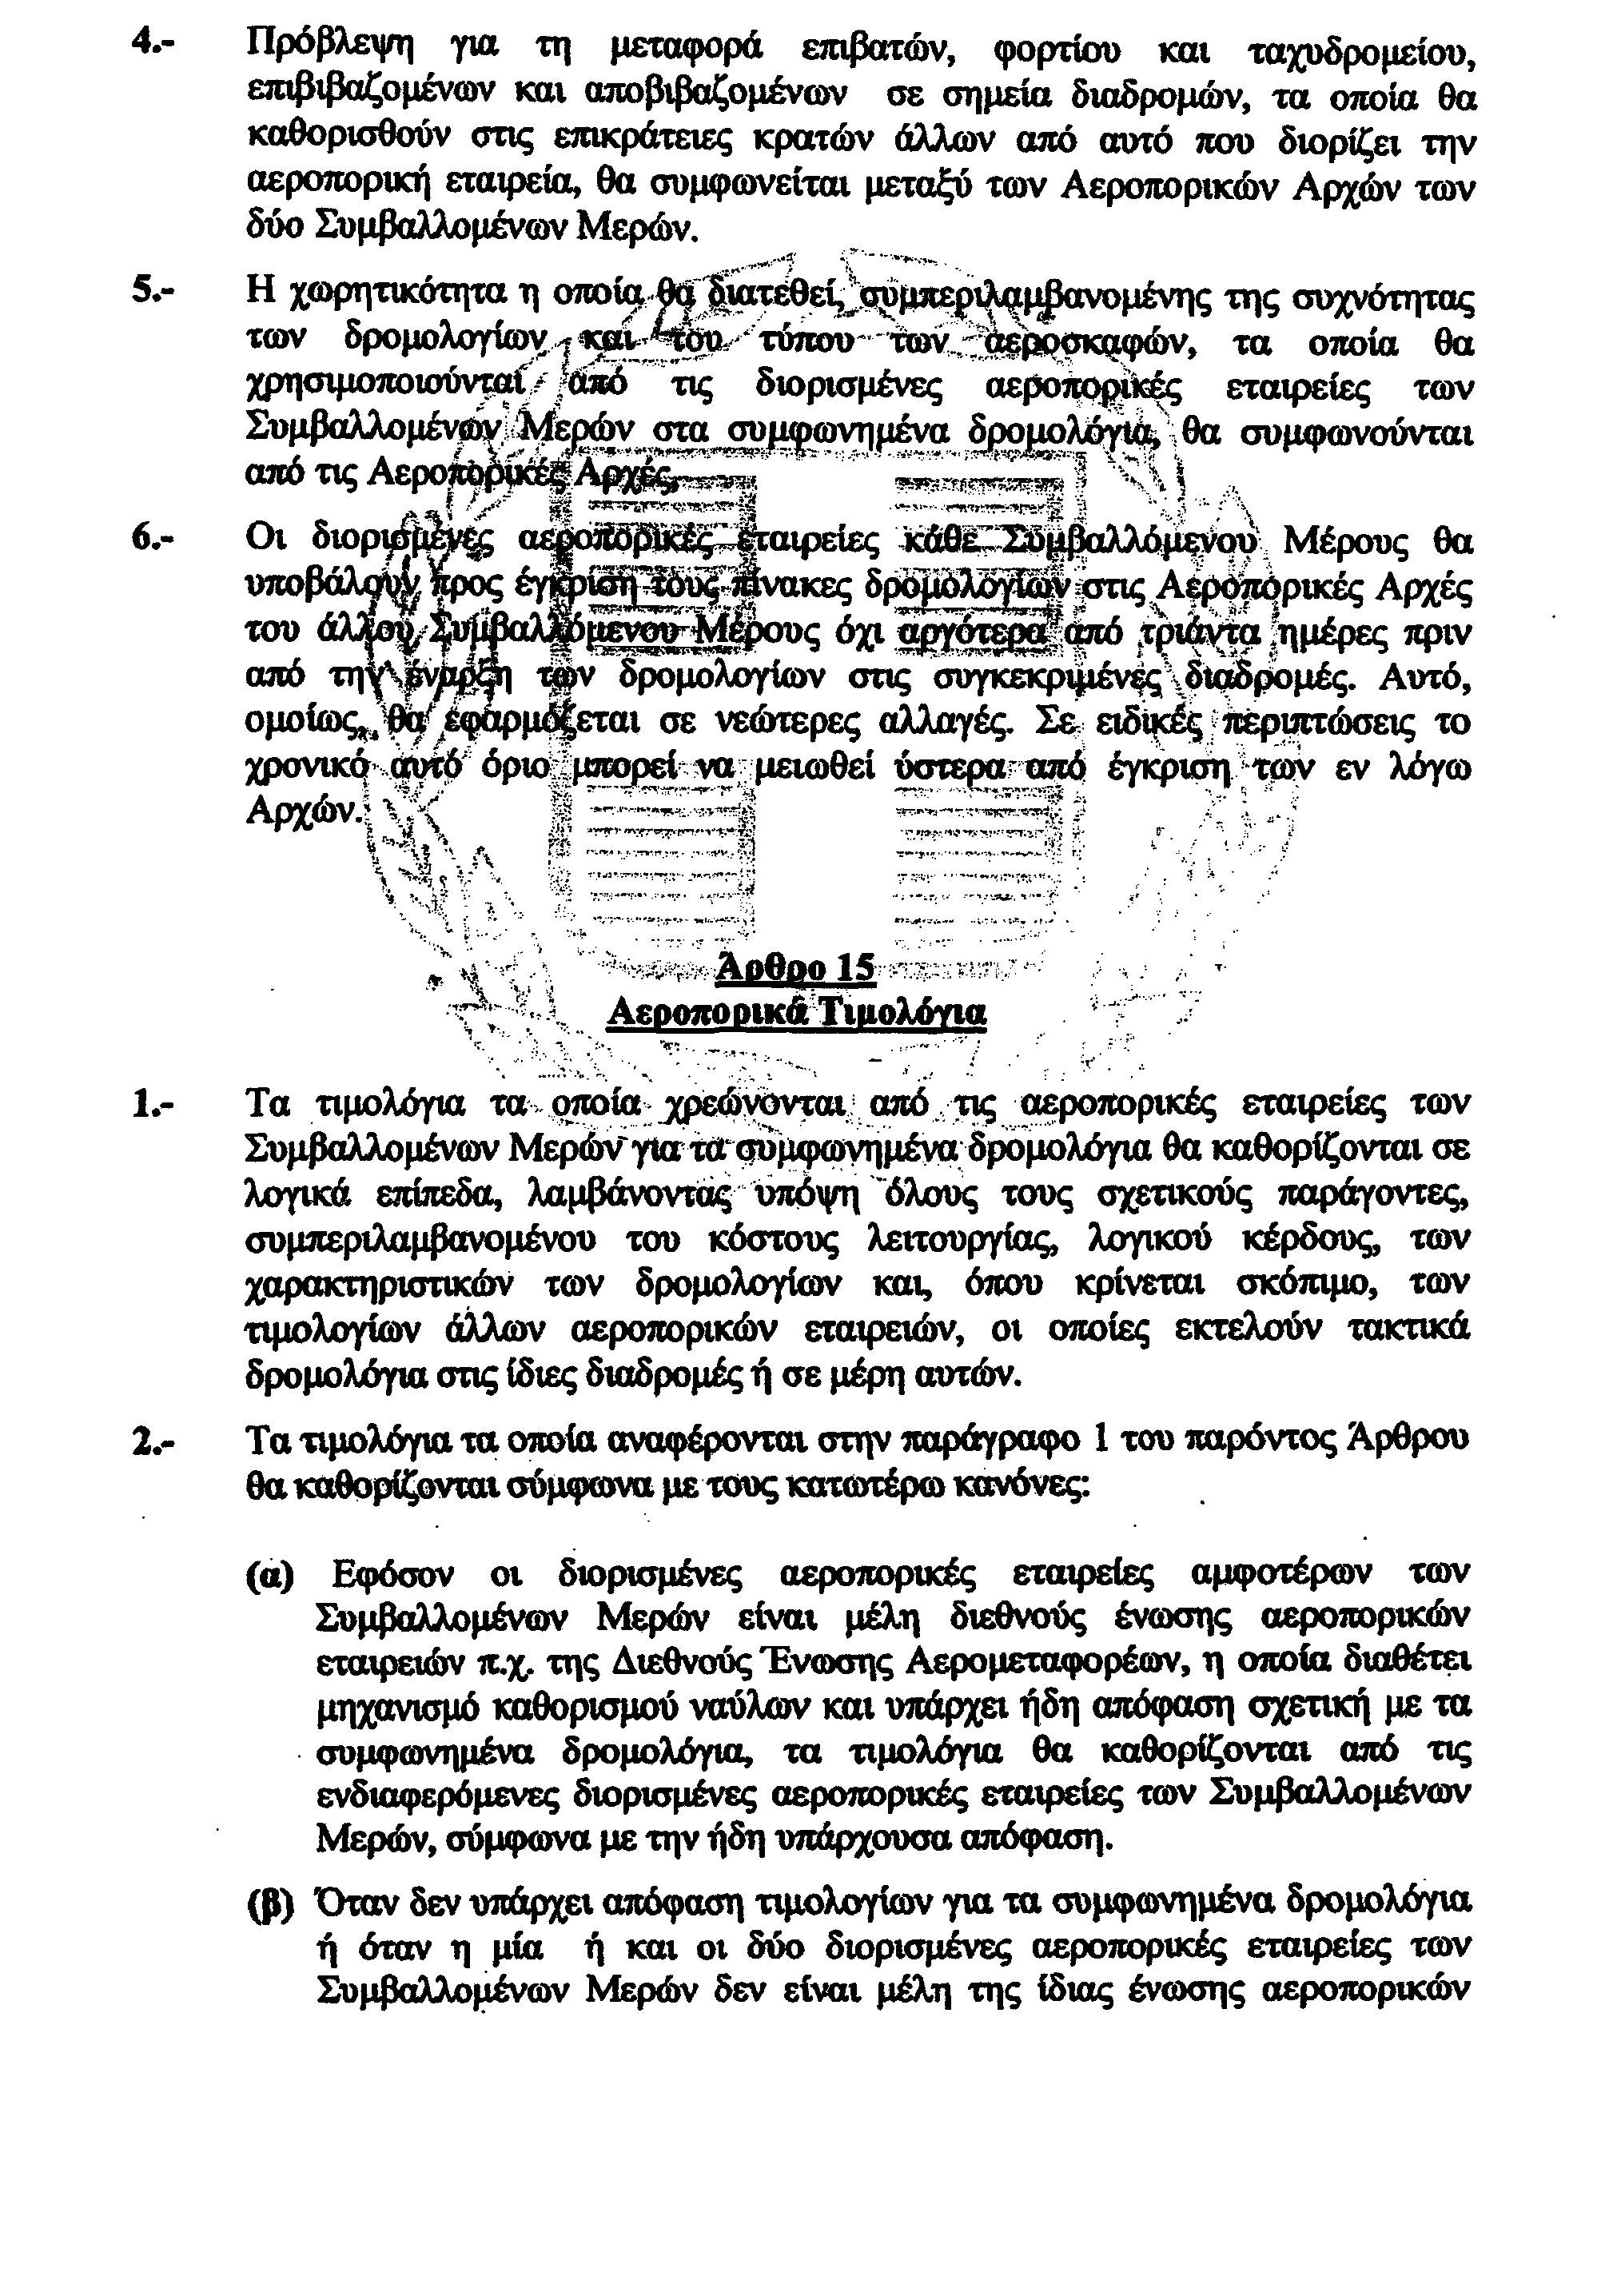 4.- Πρόβλεψη για τη μεταφορά επιβατών, φορτίου και ταχυδρομείου,
επιβιβαζομένων και αποβιβαζομένων σε σημεία διαδρομών, τα οποία θα
καθορισθούν στις επικράτειες κρατών άλλων από αυτό που διορίζει την
αεροπορική εταιρεία, θα συμφωνείται μεταξύ των Αεροπορικών Αρχών των
δύο Συμβαλλομένων Μερών.
5.- Η χωρητικότητα η οποία θα διατεθεί, συμπεριλαμβανομένης της συχνότητας
των δρομολογίων και του τύπου των αεροσκαφών, τα οποία θα
χρησιμοποιούνται από τις διορισμένες αεροπορικές εταιρείες των
Συμβαλλομένων Μερών στα συμφωνημένα δρομολόγια, θα συμφωνούνται
από τις Αεροπορικές Αρχές.
6.- Οι διορισμένες αεροπορικές εταιρείες κάθε Συμβαλλόμενου Μέρους θα
υποβάλουν προς έγκριση τους πίνακες δρομολογίων στις Αεροπορικές Αρχές
του άλλου Συμβαλλόμενου Μέρους όχι αργότερα από τριάντα ημέρες πριν
από την έναρξη των δρομολογίων στις συγκεκριμένες διαδρομές. Αυτό,
ομοίως, θα εφαρμόζεται σε νεώτερες αλλαγές. Σε ειδικές περιπτώσεις το
χρονικό αυτό όριο μπορεί να μειωθεί ύστερα από έγκριση των εν λόγω
Αρχών.
Άρθρο 15
Αεροπορικά Τιμολόγια
1.- Τα τιμολόγια τα οποία χρεώνονται από τις αεροπορικές εταιρείες των
Συμβαλλομένων Μερών για τα συμφωνημένα δρομολόγια θα καθορίζονται σε
λογικά επίπεδα, λαμβάνοντας υπόψη όλους τους σχετικούς παράγοντες,
συμπεριλαμβανομένου του κόστους λειτουργίας, λογικού κέρδους, των
χαρακτηριστικών των δρομολογίων και, όπου κρίνεται σκόπιμο, των
τιμολογίων άλλων αεροπορικών εταιρειών, οι οποίες εκτελούν τακτικά
δρομολόγια στις ίδιες διαδρομές ή σε μέρη αυτών.
2.- Τα τιμολόγια τα οποία αναφέρονται στην παράγραφο 1 του παρόντος Άρθρου
θα καθορίζονται σύμφωνα με τους κατωτέρω κανόνες:
(α) Εφόσον οι διορισμένες αεροπορικές εταιρείες αμφοτέρων των
Συμβαλλομένων Μερών είναι μέλη διεθνούς ένωσης αεροπορικών
εταιρειών π.χ. της Διεθνούς Ένωσης Αερομεταφορέων, η οποία διαθέτει
μηχανισμό καθορισμού ναύλων και υπάρχει ήδη απόφαση σχετική με τα
συμφωνημένα δρομολόγια, τα τιμολόγια θα καθορίζονται από τις
ενδιαφερόμενες διορισμένες αεροπορικές εταιρείες των Συμβαλλομένων
Μερών, σύμφωνα με την ήδη υπάρχουσα απόφαση.
(β) Όταν δεν υπάρχει απόφαση τιμολογίων για τα συμφωνημένα δρομολόγια
ή όταν η μία ή και οι δύο διορισμένες αεροπορικές εταιρείες των
Συμβαλλομένων Μερών δεν είναι μέλη της ίδιας ένωσης αεροπορικών